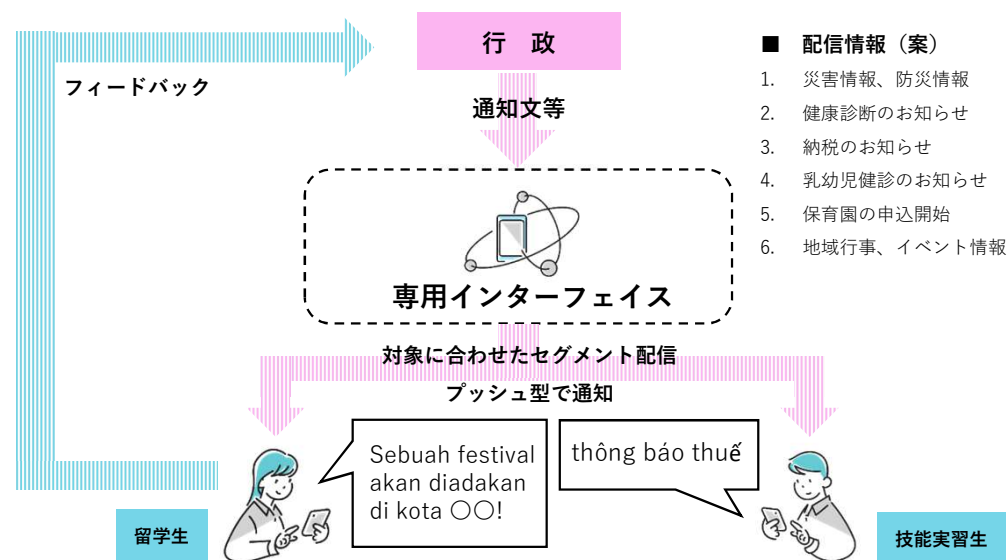 行　政
フィードバック
通知文等
■ 配信情報（案）
1. 災害情報、防災情報
2. 健康診断のお知らせ
3. 納税のお知らせ
4. 乳幼児健診のお知らせ
5. 保育園の申込開始
6. 地域行事、イベント情報
専用インターフェイス
対象に合わせたセグメント配信
プッシュ型で通知
Sebuah festival
akan diadakan
di kota 〇〇!
thông báo thuế
留学生
技能実習生